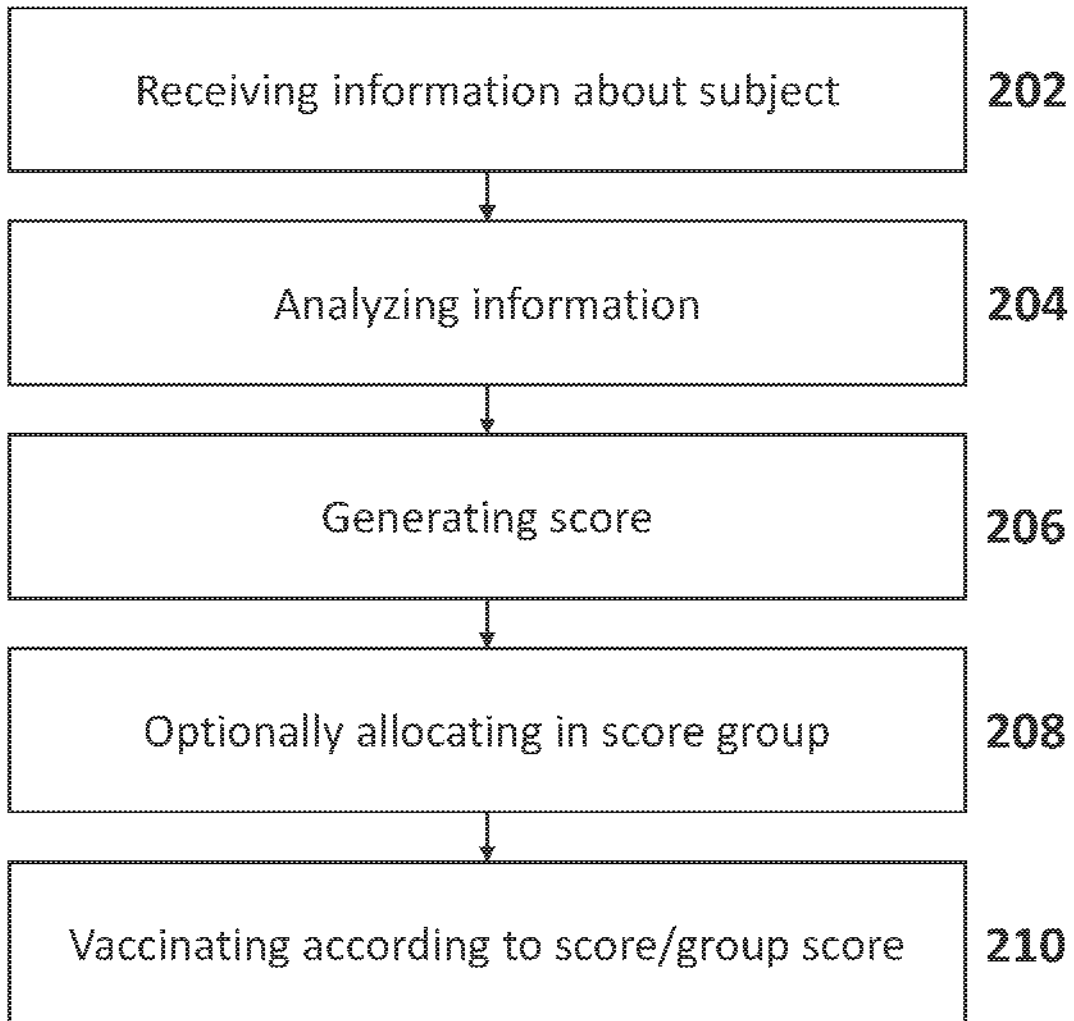 Receiving information about subject 202
Analyzing information 204
Generating score 206
Optionally allocating in score group 208
Vaccinating according to score/group score 210